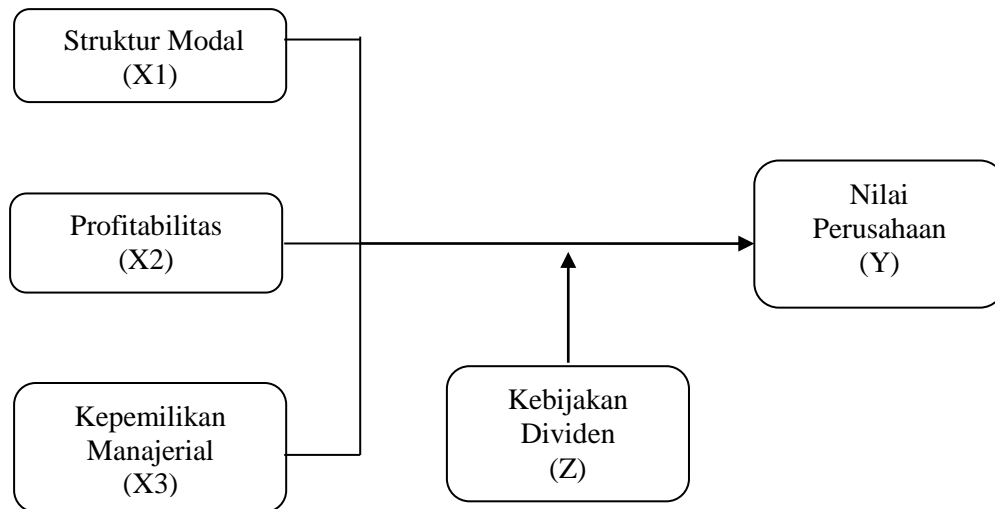 Struktur Modal
(X1)
Profitabilitas
(X2)
Kepemilikan
Manajerial
(X3)
Kebijakan
Dividen
(Z)
Nilai
Perusahaan
(Y)